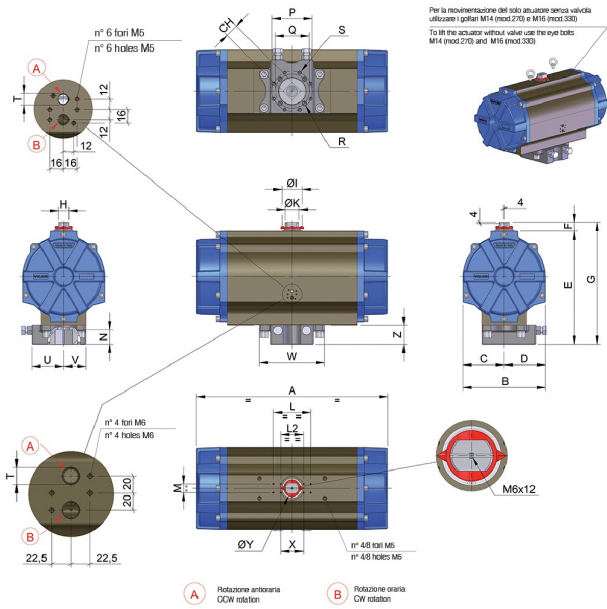 Per la movimentazione del solo attuatore senza valvola
utilizzare i golfari M14 (mod.270) e M16 (mod.330)
To lift the actuator without valve use the eye bolts
M14 (mod.270) and M16 (mod.330)
n° 6 fori M5
n° 6 holes M5
CH
P
Q
S
R
A
B
T
12
16
12
12
16 16
H
ØI
ØK
4
4
F
N
U V
W
Z
E
G
C D
B
A
= =
L
= =
L2
= =
n° 4 fori M6
n° 4 holes M6
A
B
T
20
20
22,5 22,5
M
ØY
X
n° 4/8 fori M5
n° 4/8 holes M5
M6x12
A
Rotazione antioraria
CCW rotation
B
Rotazione oraria
CW rotation